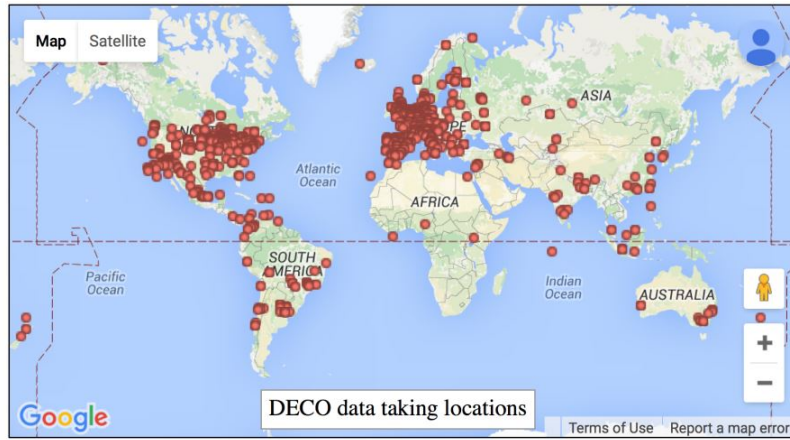 Map Satellite
ASIA
Atlantic
Ocean
AFRICA
SOUTH
AMERICA
Pacific
Ocean
Indian
Ocean
AUSTRALIA
+
−
Google
DECO data taking locations
Terms of Use Report a map error